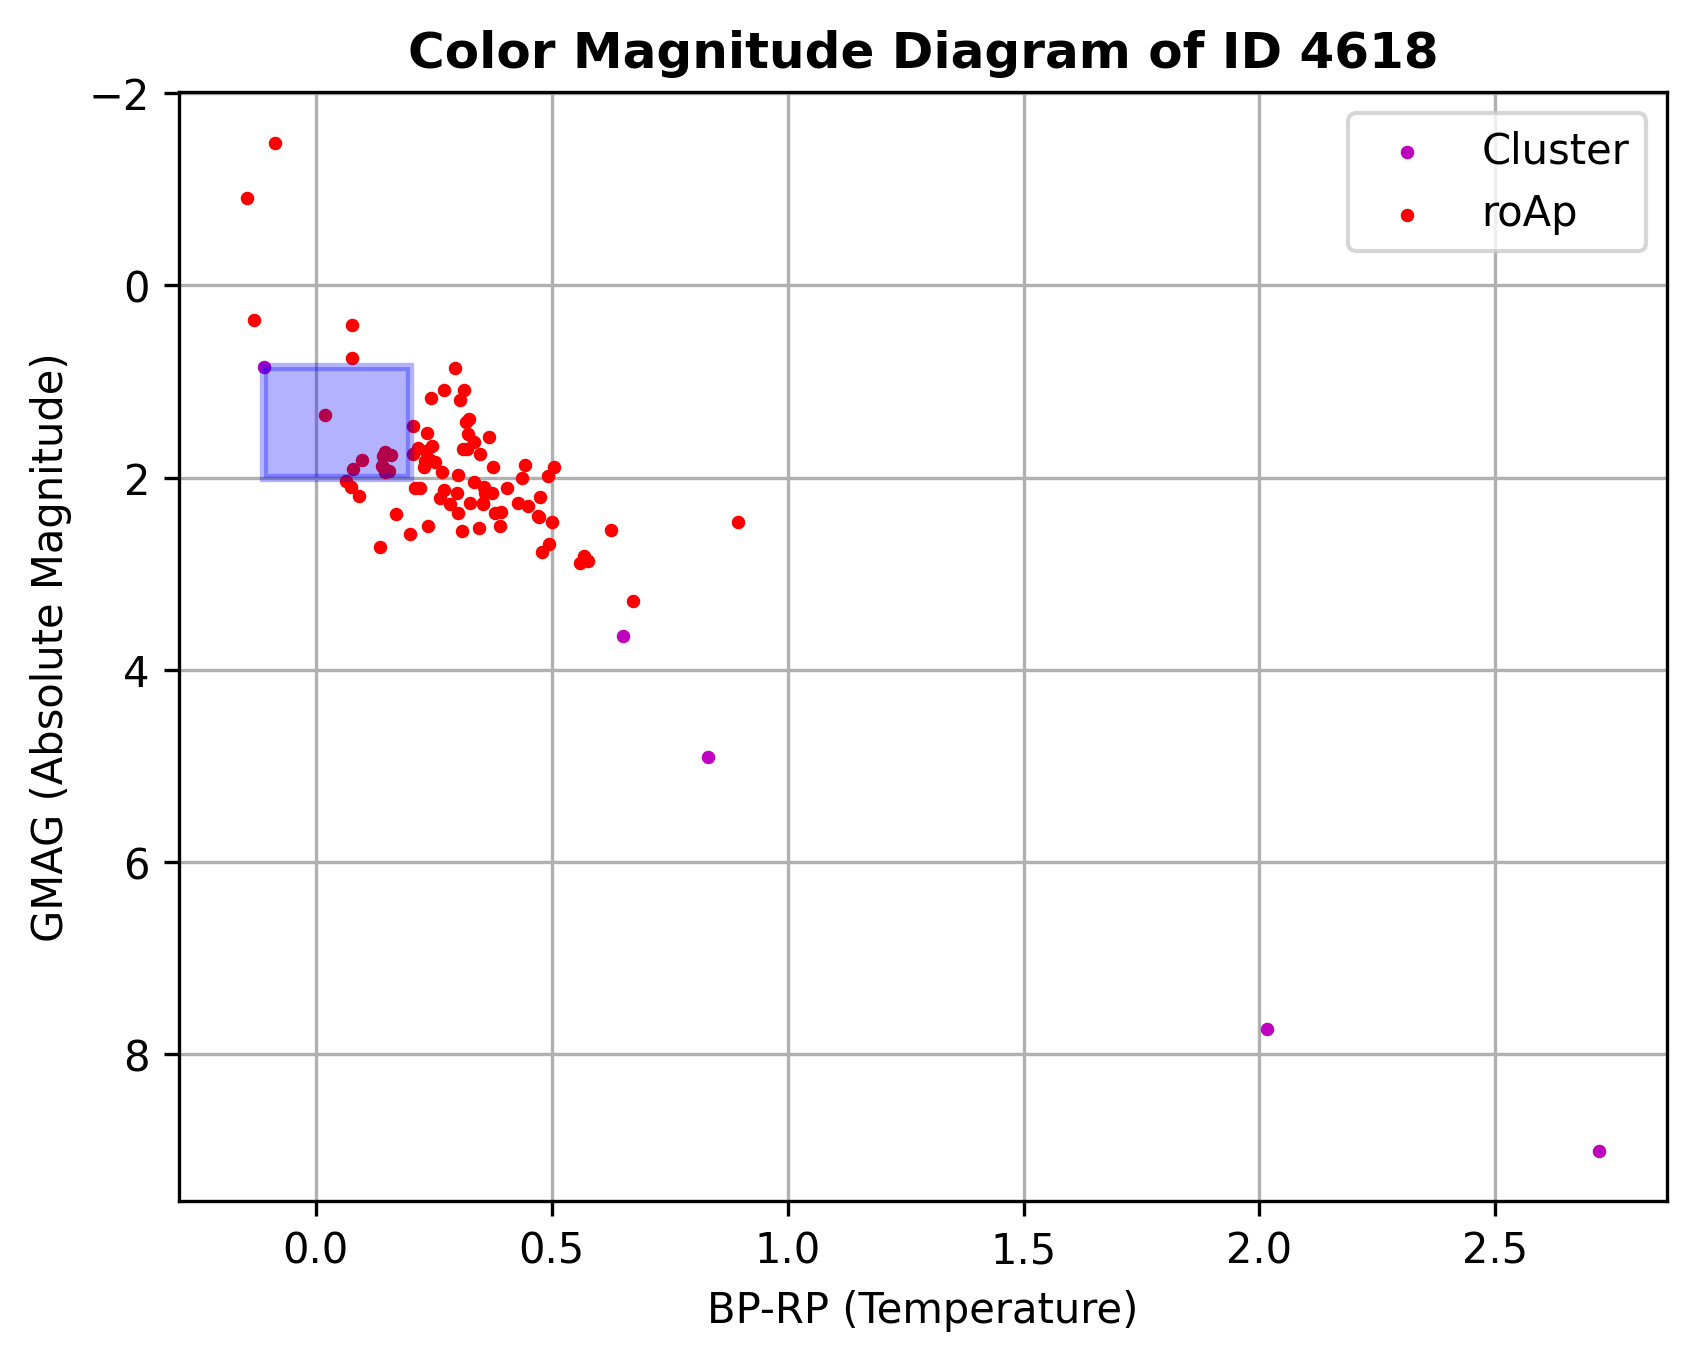 Color Magnitude Diagram of ID 4618
Cluster
roAp
GMAG (Absolute Magnitude)
−2
0
2
4
6
8
0.0 0.5 1.0 1.5 2.0 2.5
BP-RP (Temperature)